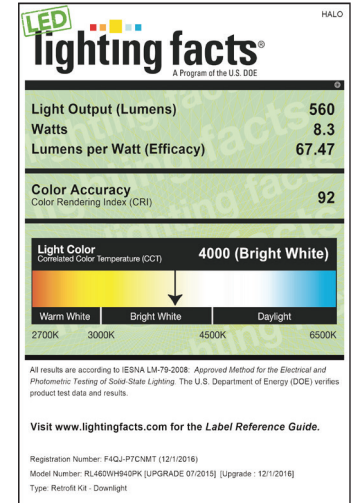 HALO
LED
lighting facts®
A Program of the U.S. DOE
Light Output (Lumens) 560
Watts 8.3
Lumens per Watt (Efficacy) 67.47
Color Accuracy
Color Rendering Index (CRI) 92
Light Color
Correlated Color Temperature (CCT) 4000 (Bright White)
Warm White Bright White Daylight
2700K 3000K 4500K 6500K
All results are according to IESNA LM-79-2008: Approved Method for the Electrical and
Photometric Testing of Solid-State Lighting. The U.S. Department of Energy (DOE) verifies
product test data and results.
Visit www.lightingfacts.com for the Label Reference Guide.
Registration Number: F4QJ-P7CNMT (12/1/2016)
Model Number: RL460WH940PK [UPGRADE 07/2015] [Upgrade : 12/1/2016]
Type: Retrofit Kit - Downlight